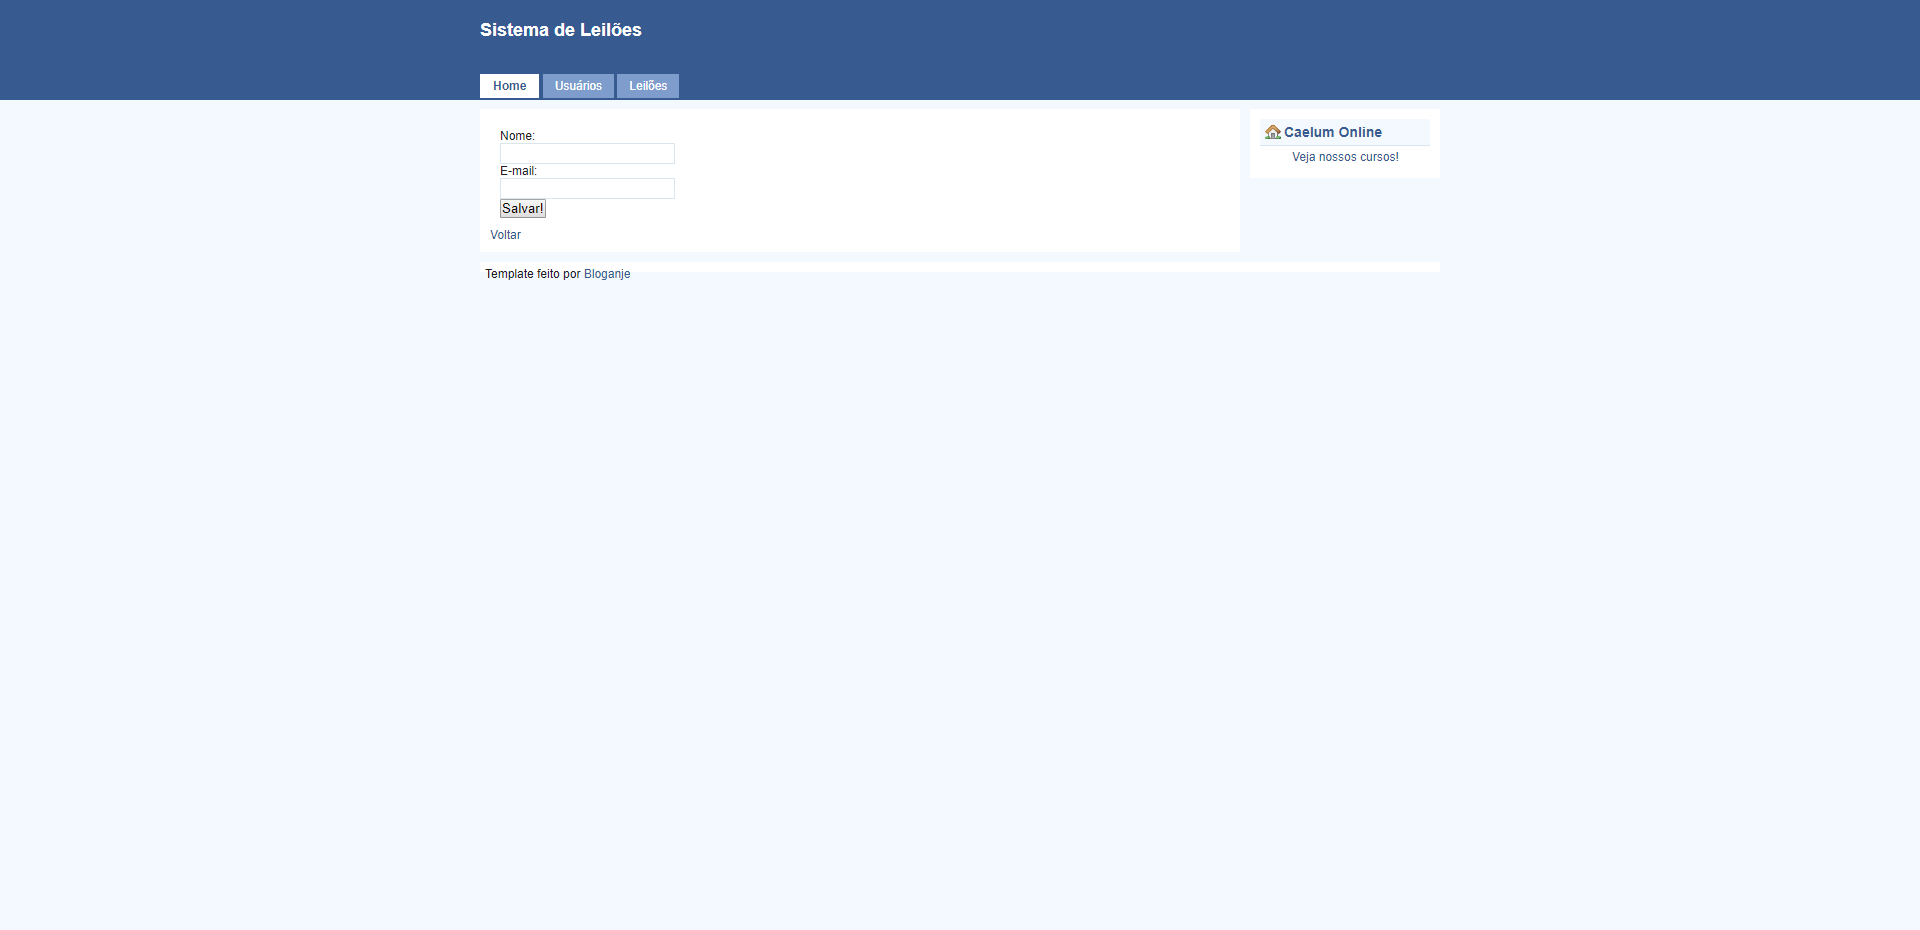 Sistema de Leilões
Home Usuários Leilões
Nome:
E-mail:
Salvar!
Voltar
Caelum Online
Veja nossos cursos!
Template feito por Bloganje